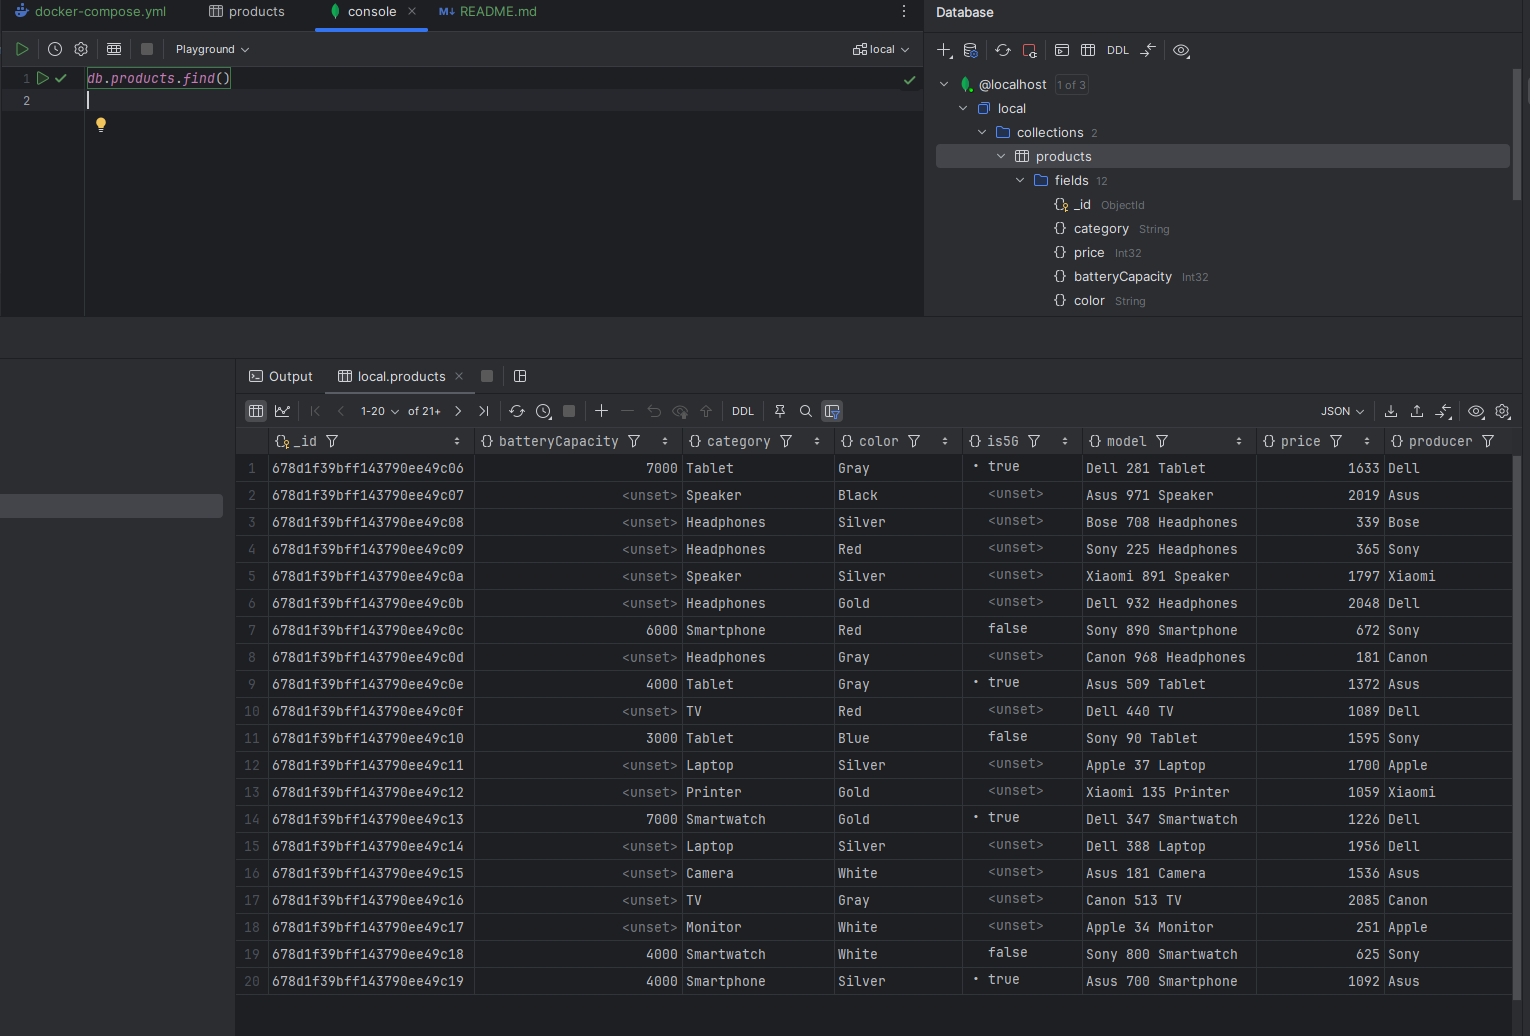 docker-compose.yml products console README.md
Playground local
1 db.products.find()
2
Database
DDL
@localhost 1 of 3
local
collections 2
products
fields 12
_id ObjectId
category String
price Int32
batteryCapacity Int32
color String
Output local.products
1-20 of 21+ DDL JSON
_id batteryCapacity category color is5G model price producer
1 678d1f39bff143790ee49c06 7000 Tablet Gray true Dell 281 Tablet 1633 Dell
2 678d1f39bff143790ee49c07 <unset> Speaker Black <unset> Asus 971 Speaker 2019 Asus
3 678d1f39bff143790ee49c08 <unset> Headphones Silver <unset> Bose 708 Headphones 339 Bose
4 678d1f39bff143790ee49c09 <unset> Headphones Red <unset> Sony 225 Headphones 365 Sony
5 678d1f39bff143790ee49c0a <unset> Speaker Silver <unset> Xiaomi 891 Speaker 1797 Xiaomi
6 678d1f39bff143790ee49c0b <unset> Headphones Gold <unset> Dell 932 Headphones 2048 Dell
7 678d1f39bff143790ee49c0c 6000 Smartphone Red false Sony 890 Smartphone 672 Sony
8 678d1f39bff143790ee49c0d <unset> Headphones Gray <unset> Canon 968 Headphones 181 Canon
9 678d1f39bff143790ee49c0e 4000 Tablet Gray true Asus 509 Tablet 1372 Asus
10 678d1f39bff143790ee49c0f <unset> TV Red <unset> Dell 440 TV 1089 Dell
11 678d1f39bff143790ee49c10 3000 Tablet Blue false Sony 90 Tablet 1595 Sony
12 678d1f39bff143790ee49c11 <unset> Laptop Silver <unset> Apple 37 Laptop 1700 Apple
13 678d1f39bff143790ee49c12 <unset> Printer Gold <unset> Xiaomi 135 Printer 1059 Xiaomi
14 678d1f39bff143790ee49c13 7000 Smartwatch Gold true Dell 347 Smartwatch 1226 Dell
15 678d1f39bff143790ee49c14 <unset> Laptop Silver <unset> Dell 388 Laptop 1956 Dell
16 678d1f39bff143790ee49c15 <unset> Camera White <unset> Asus 181 Camera 1536 Asus
17 678d1f39bff143790ee49c16 <unset> TV Gray <unset> Canon 513 TV 2085 Canon
18 678d1f39bff143790ee49c17 <unset> Monitor White <unset> Apple 34 Monitor 251 Apple
19 678d1f39bff143790ee49c18 4000 Smartwatch White false Sony 800 Smartwatch 625 Sony
20 678d1f39bff143790ee49c19 4000 Smartphone Silver true Asus 700 Smartphone 1092 Asus